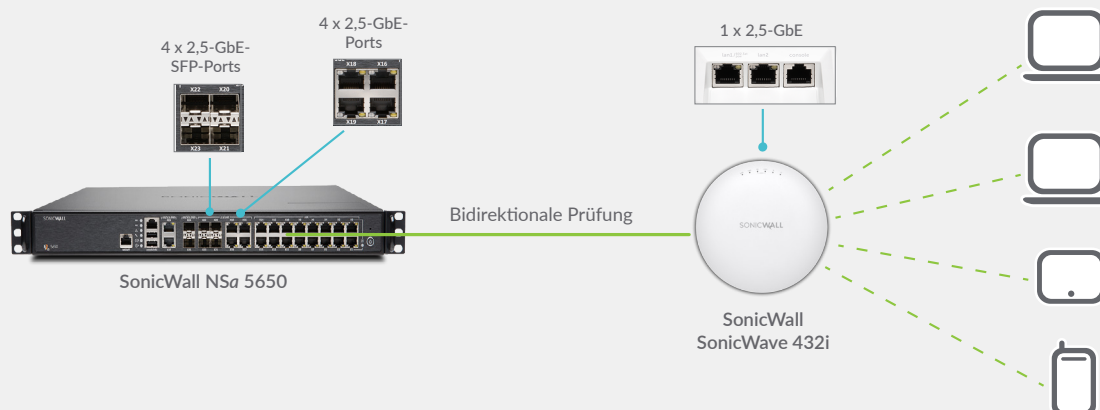 4 x 2,5-GbE-
SFP-Ports
4 x 2,5-GbE-
Ports
1 x 2,5-GbE
X22 X20
X23 X21
X18 X16
X19 X17
SONICWALL
Bidirektionale Prüfung
SONICWALL
SonicWall NSa 5650
SonicWall
SonicWave 432i